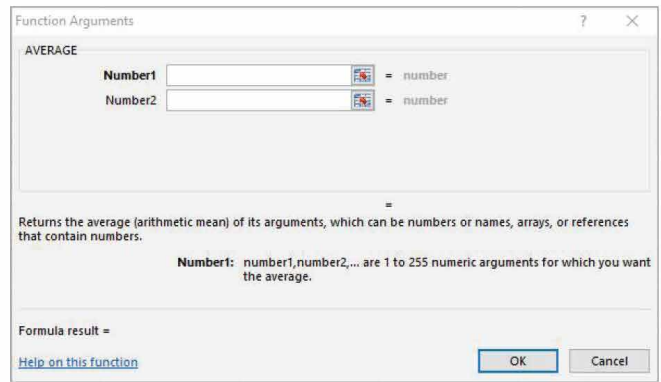 Function Arguments ? ×
AVERAGE
Number1 = number
Number2 = number
=
Returns the average (arithmetic mean) of its arguments, which can be numbers or names, arrays, or references
that contain numbers.
Number1: number1,number2,... are 1 to 255 numeric arguments for which you want
the average.
Formula result =
Help on this function OK Cancel